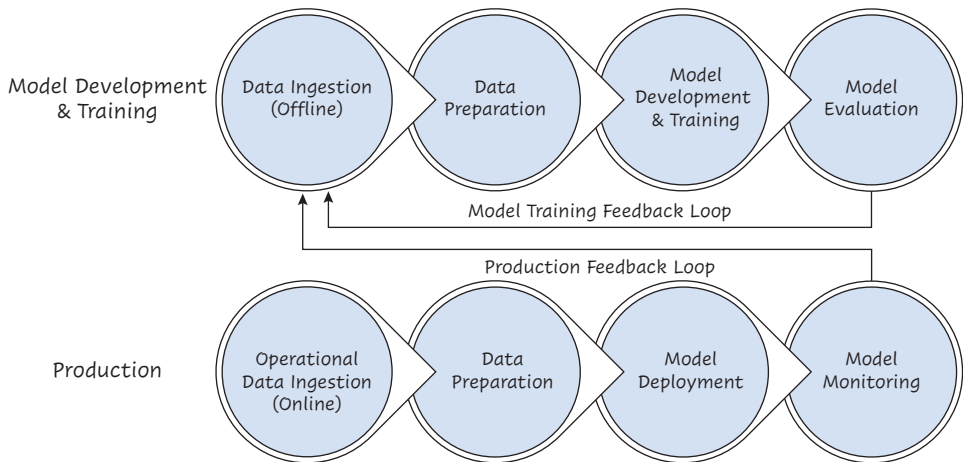 Model Development
& Training
Data Ingestion
(Offline)
Data
Preparation
Model
Development
& Training
Model
Evaluation
Model Training Feedback Loop
Production Feedback Loop
Production
Operational
Data Ingestion
(Online)
Data
Preparation
Model
Deployment
Model
Monitoring